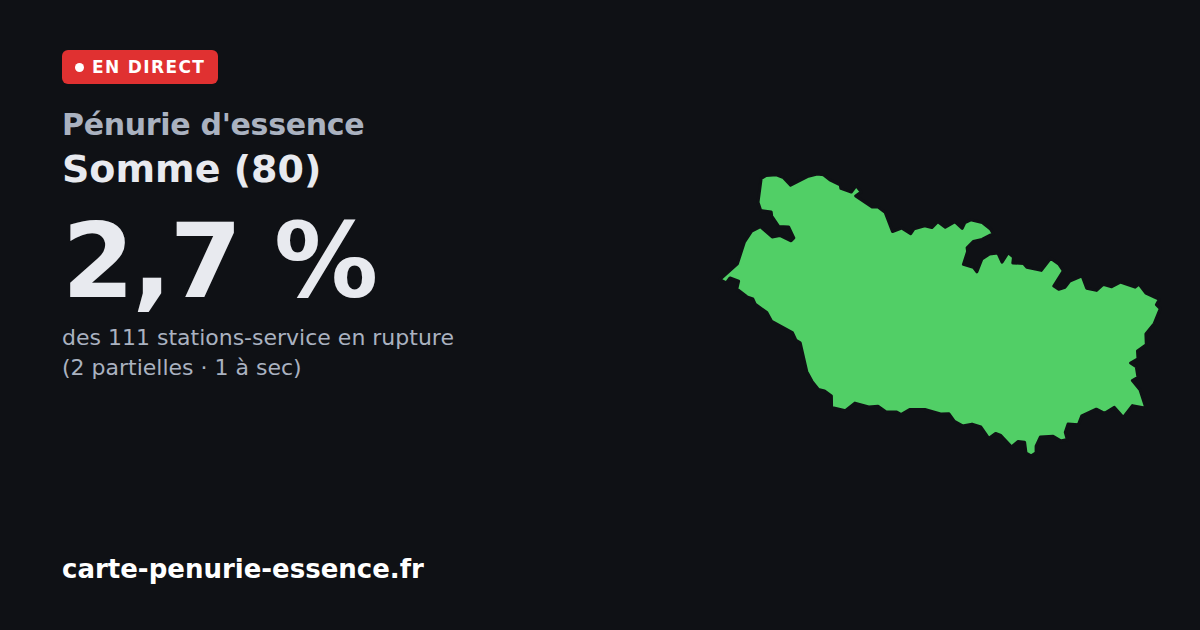 EN DIRECT
Pénurie d'essence
Somme (80)
2,7 %
des 111 stations-service en rupture
(2 partielles · 1 à sec)
carte-penurie-essence.fr